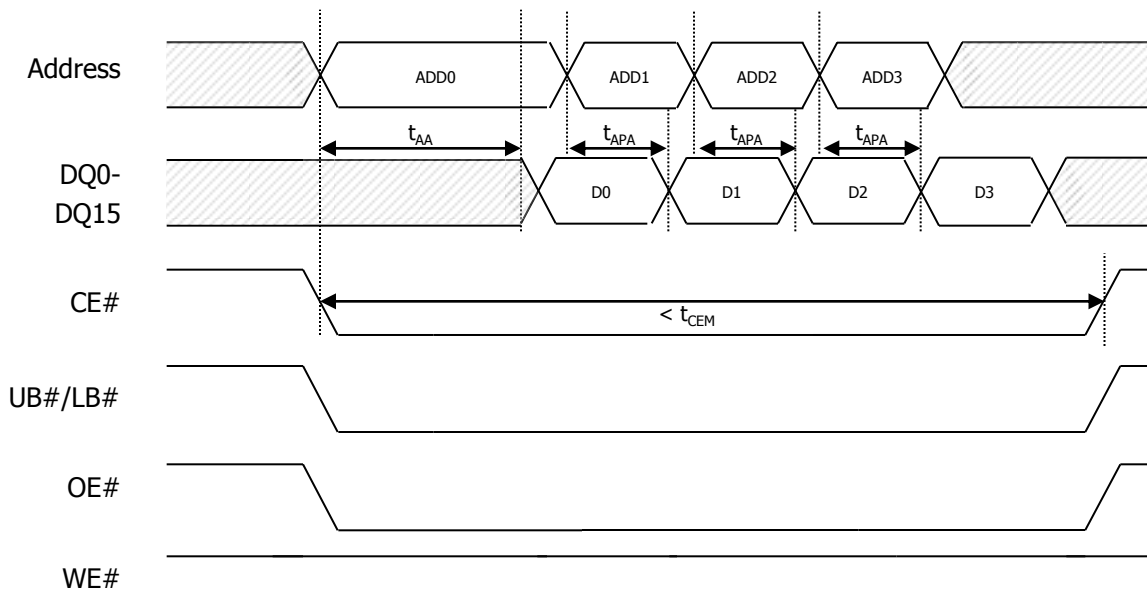 Address
ADD0 ADD1 ADD2 ADD3
tAA tAPA tAPA tAPA
DQ0-
DQ15
D0 D1 D2 D3
CE#
< tCEM
UB#/LB#
OE#
WE#